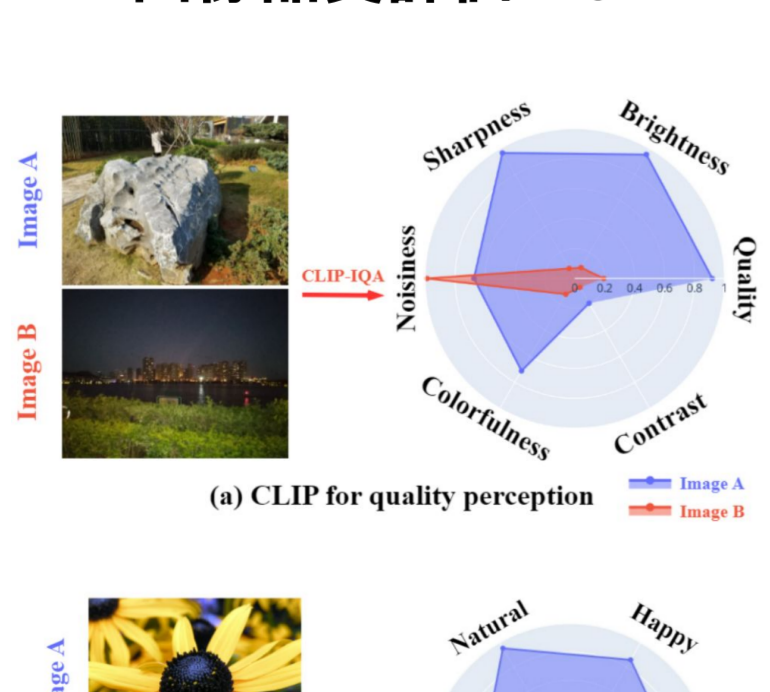 Image A
Image B
CLIP-IQA
Sharpness
Brightness
Noisiness
Quality
0 0.2 0.4 0.6 0.8 1
Colorfulness
Contrast
(a) CLIP for quality perception
Image A
Image B
Natural
Happy